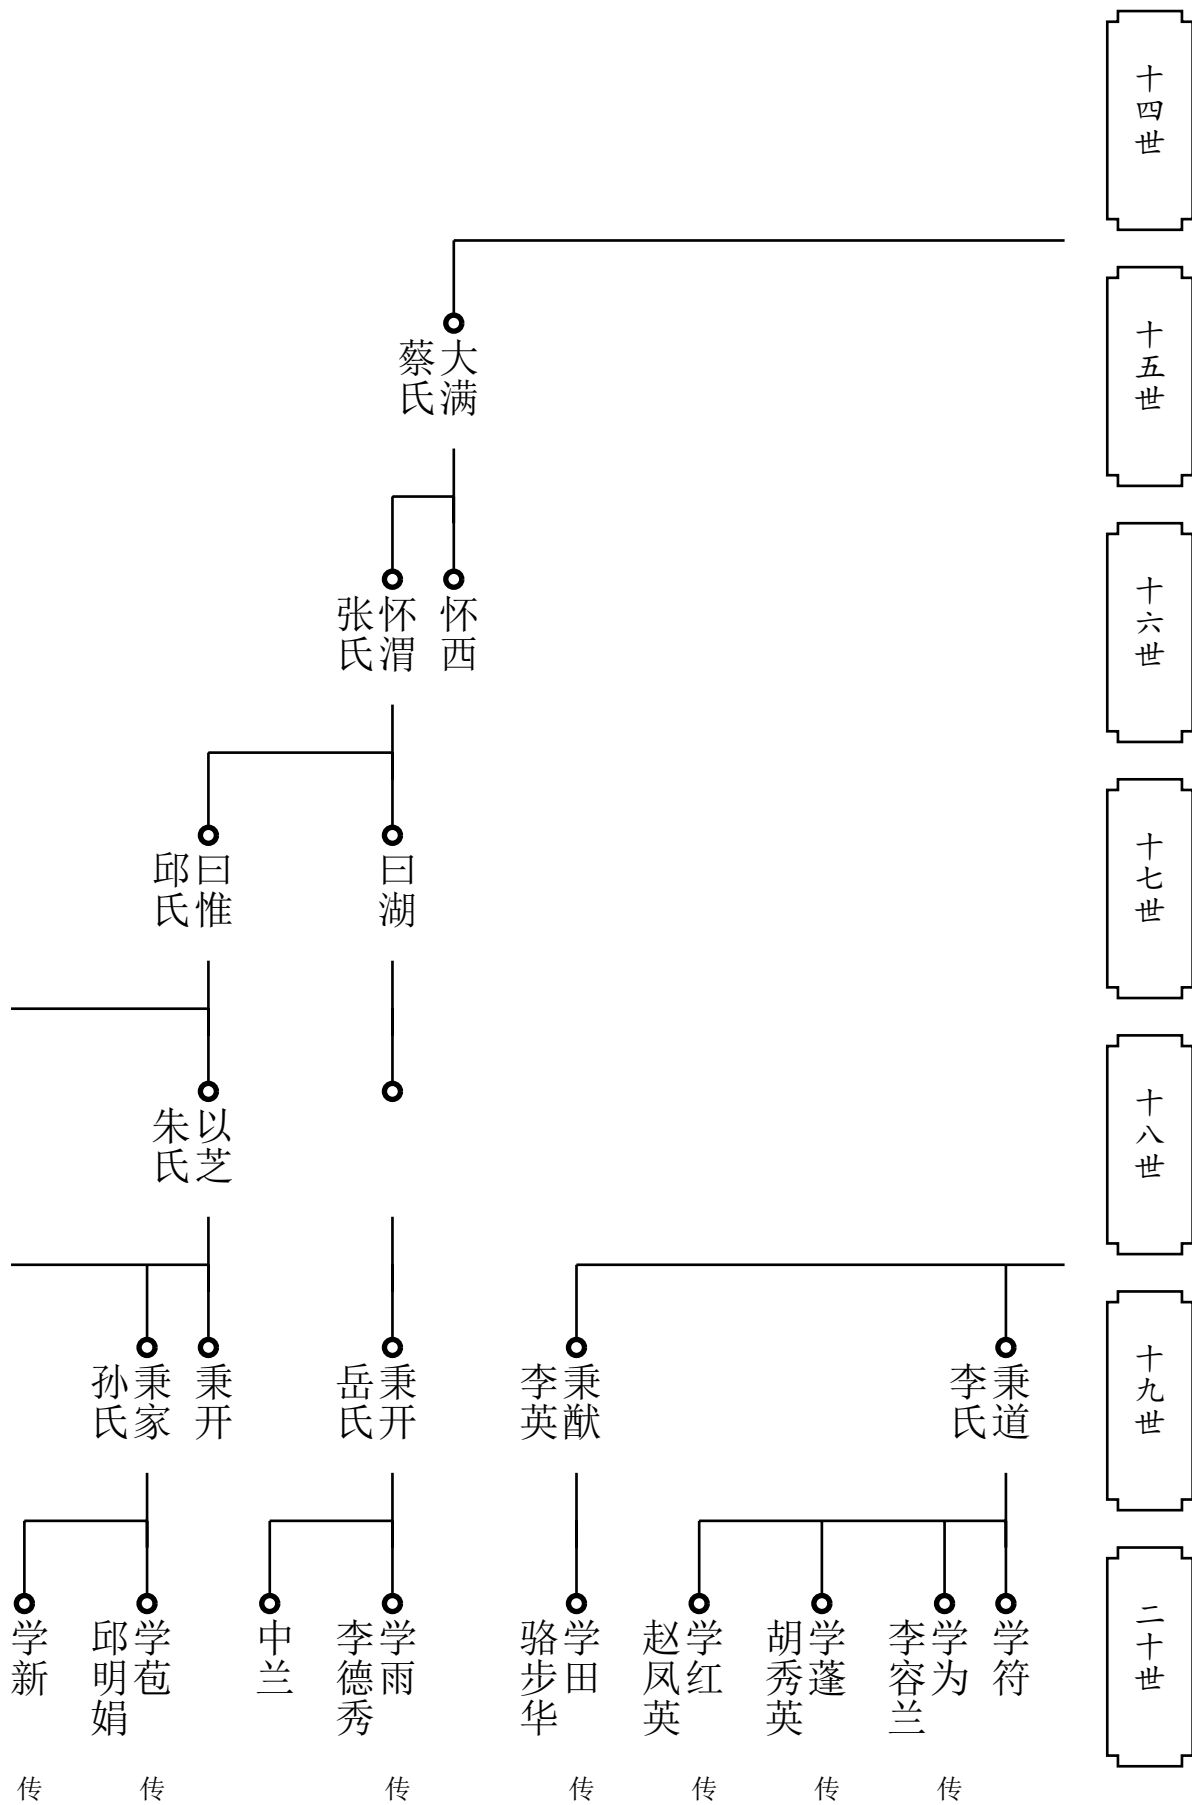 十四世
十五世
大满
蔡氏
十六世
怀西
怀渭
张氏
十七世
曰湖
曰惟
邱氏
十八世
以芝
朱氏
十九世
秉道
李氏
秉猷
李英
秉开
岳氏
秉开
秉家
孙氏
二十世
学符
学为
李容兰
学蓬
胡秀英
学红
赵凤英
学田
骆步华
学雨
李德秀
中兰
学苞
邱明娟
学新
传
传
传
传
传
传
传